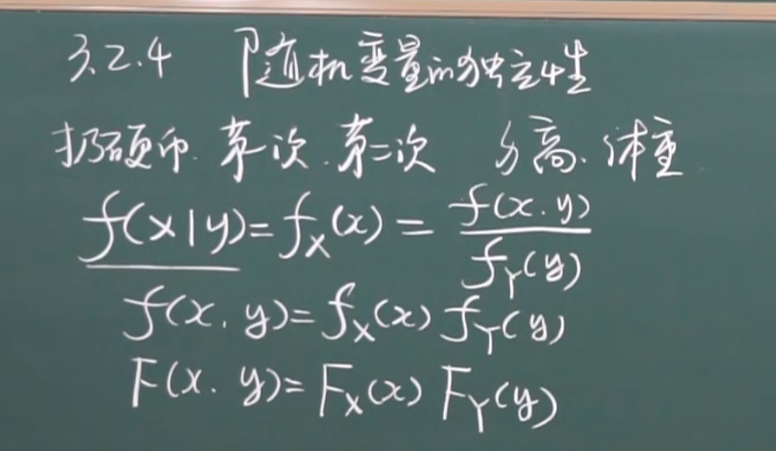 3.2.4 随机变量的独立性
扔硬币. 第一次. 第二次 身高. 体重
f(x|y)=f_X(x)=\frac{f(x.y)}{f_Y(y)}
f(x.y)=f_X(x)f_Y(y)
F(x.y)=F_X(x)F_Y(y)